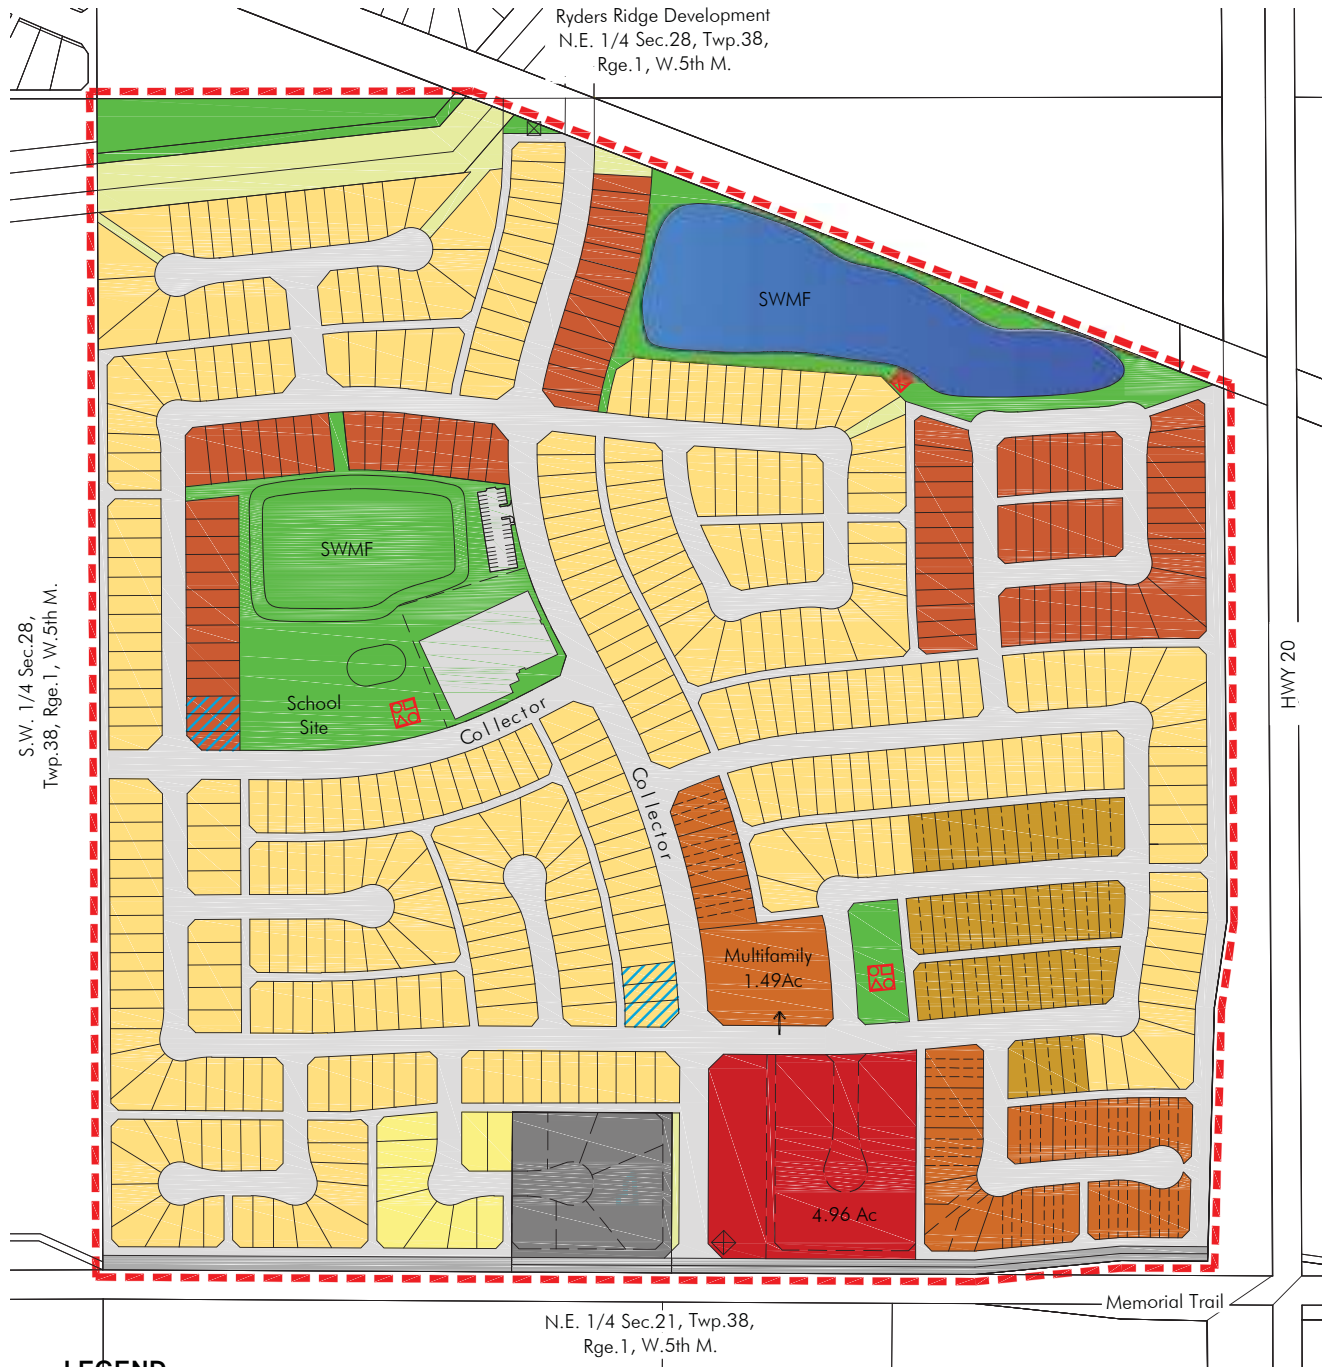 Ryders Ridge Development
N.E. 1/4 Sec.28, Twp.38,
Rge.1, W.5th M.
SWMF
SWMF
S.W. 1/4 Sec.28,
Twp.38, Rge.1, W.5th M.
HWY 20
School
Site
Collector
Collector
Multifamily
1.49Ac
4.96 Ac
Memorial Trail
N.E. 1/4 Sec.21, Twp.38,
Rge.1, W.5th M.
LEGEND